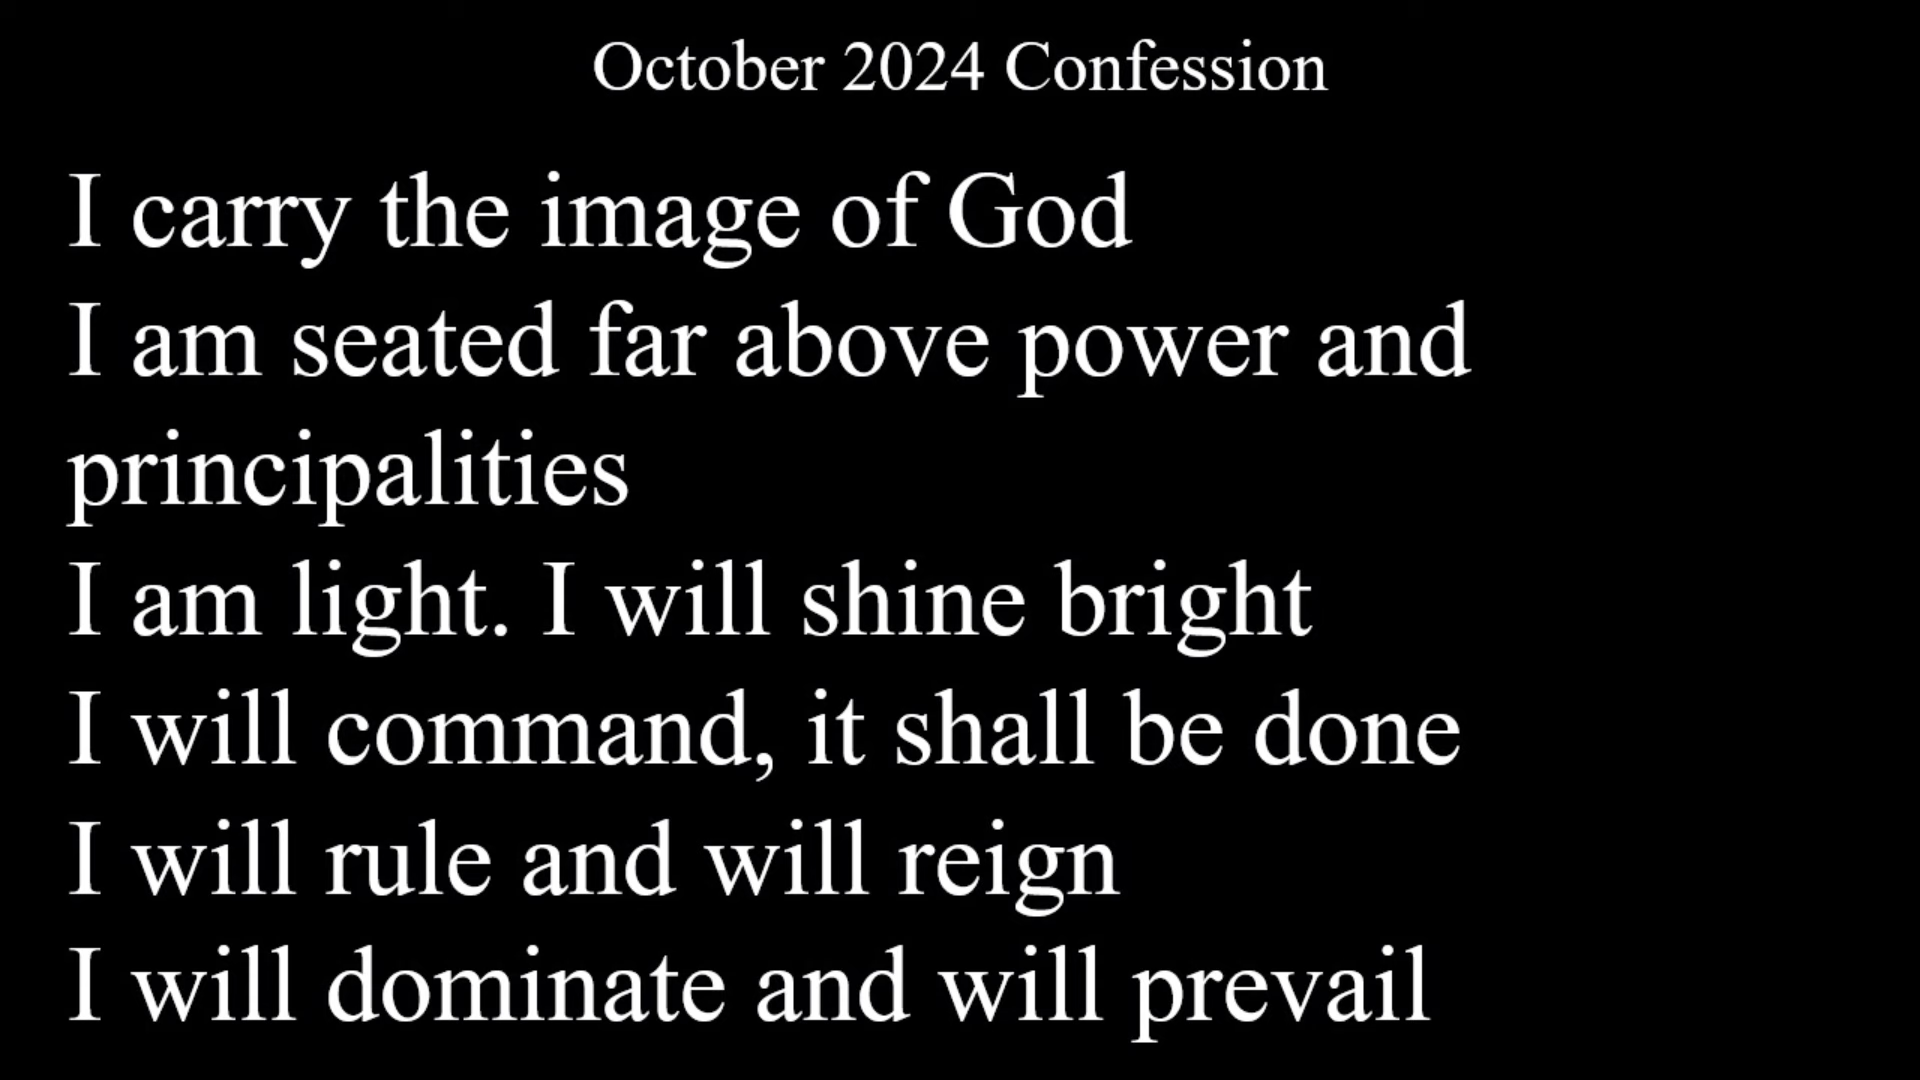 October 2024 Confession
I carry the image of God
I am seated far above power and
principalities
I am light. I will shine bright
I will command, it shall be done
I will rule and will reign
I will dominate and will prevail